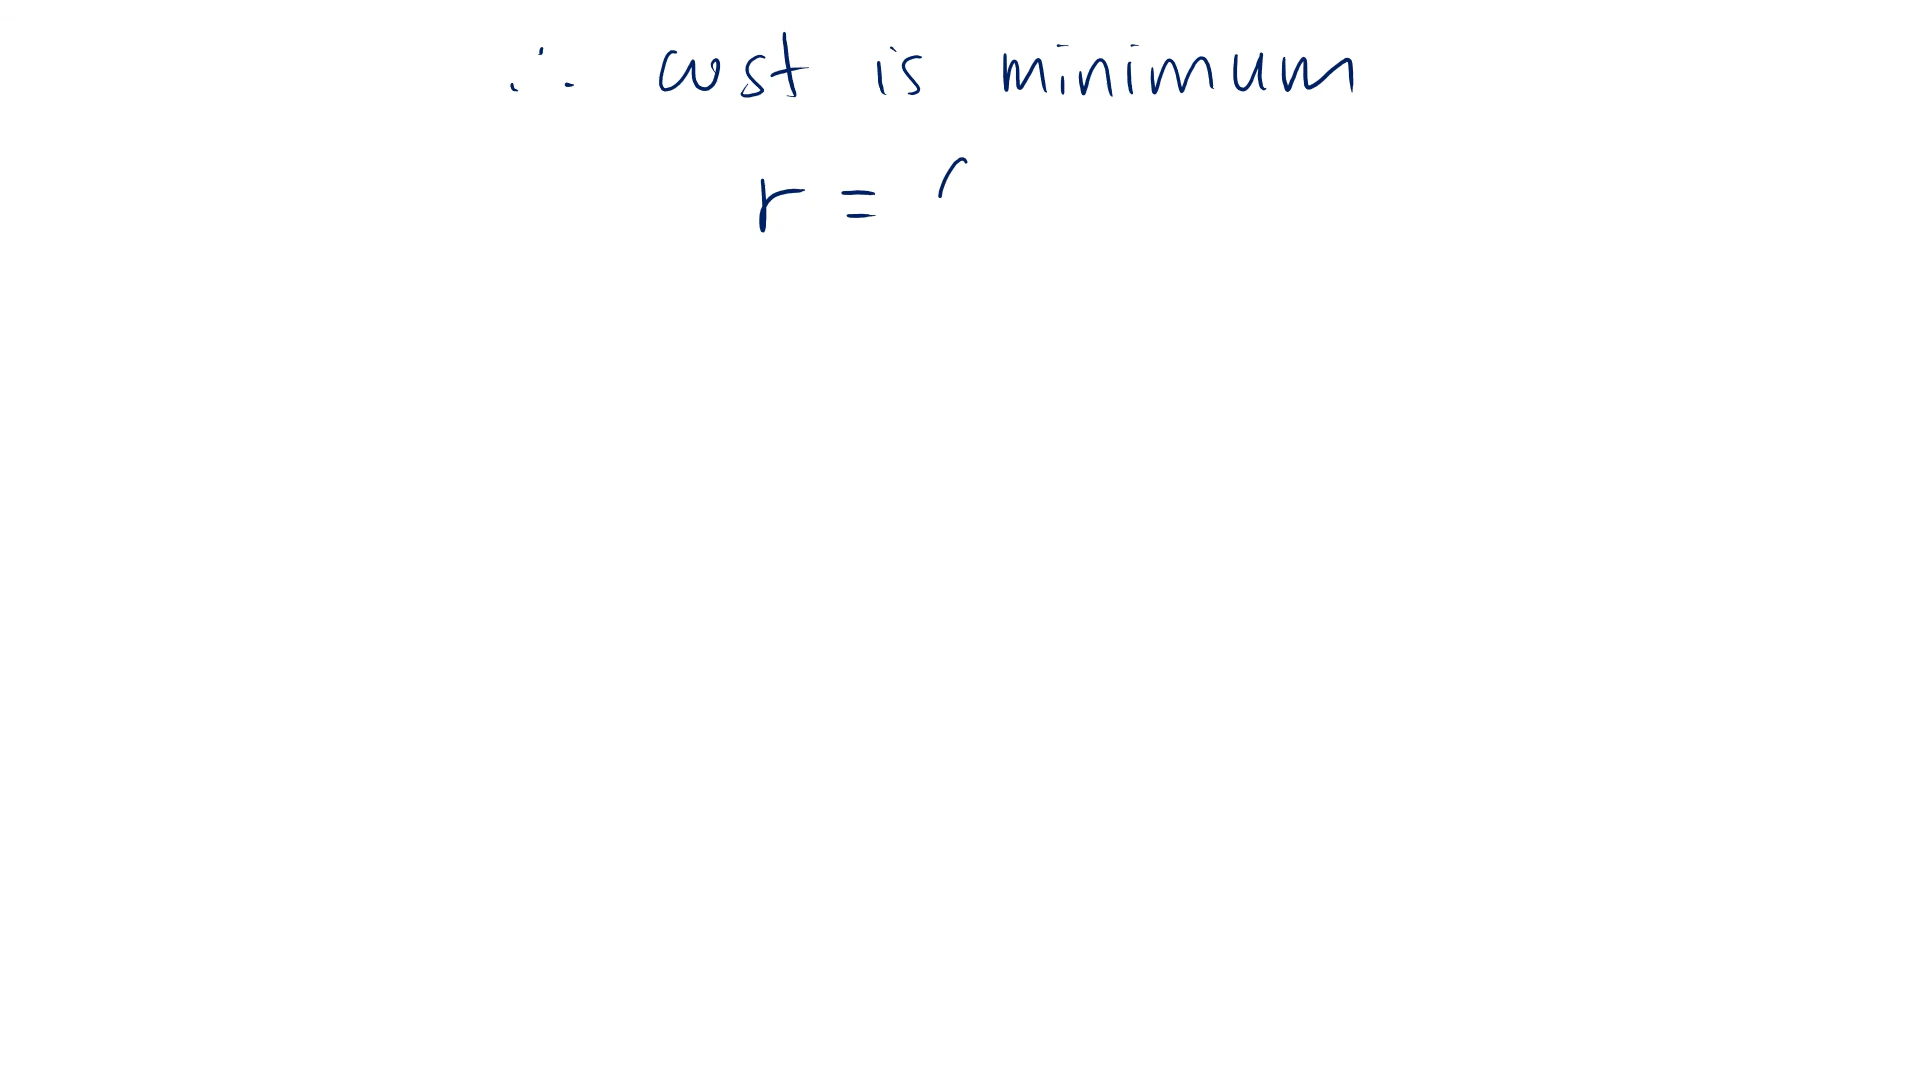 ∴ cost is minimum
r =